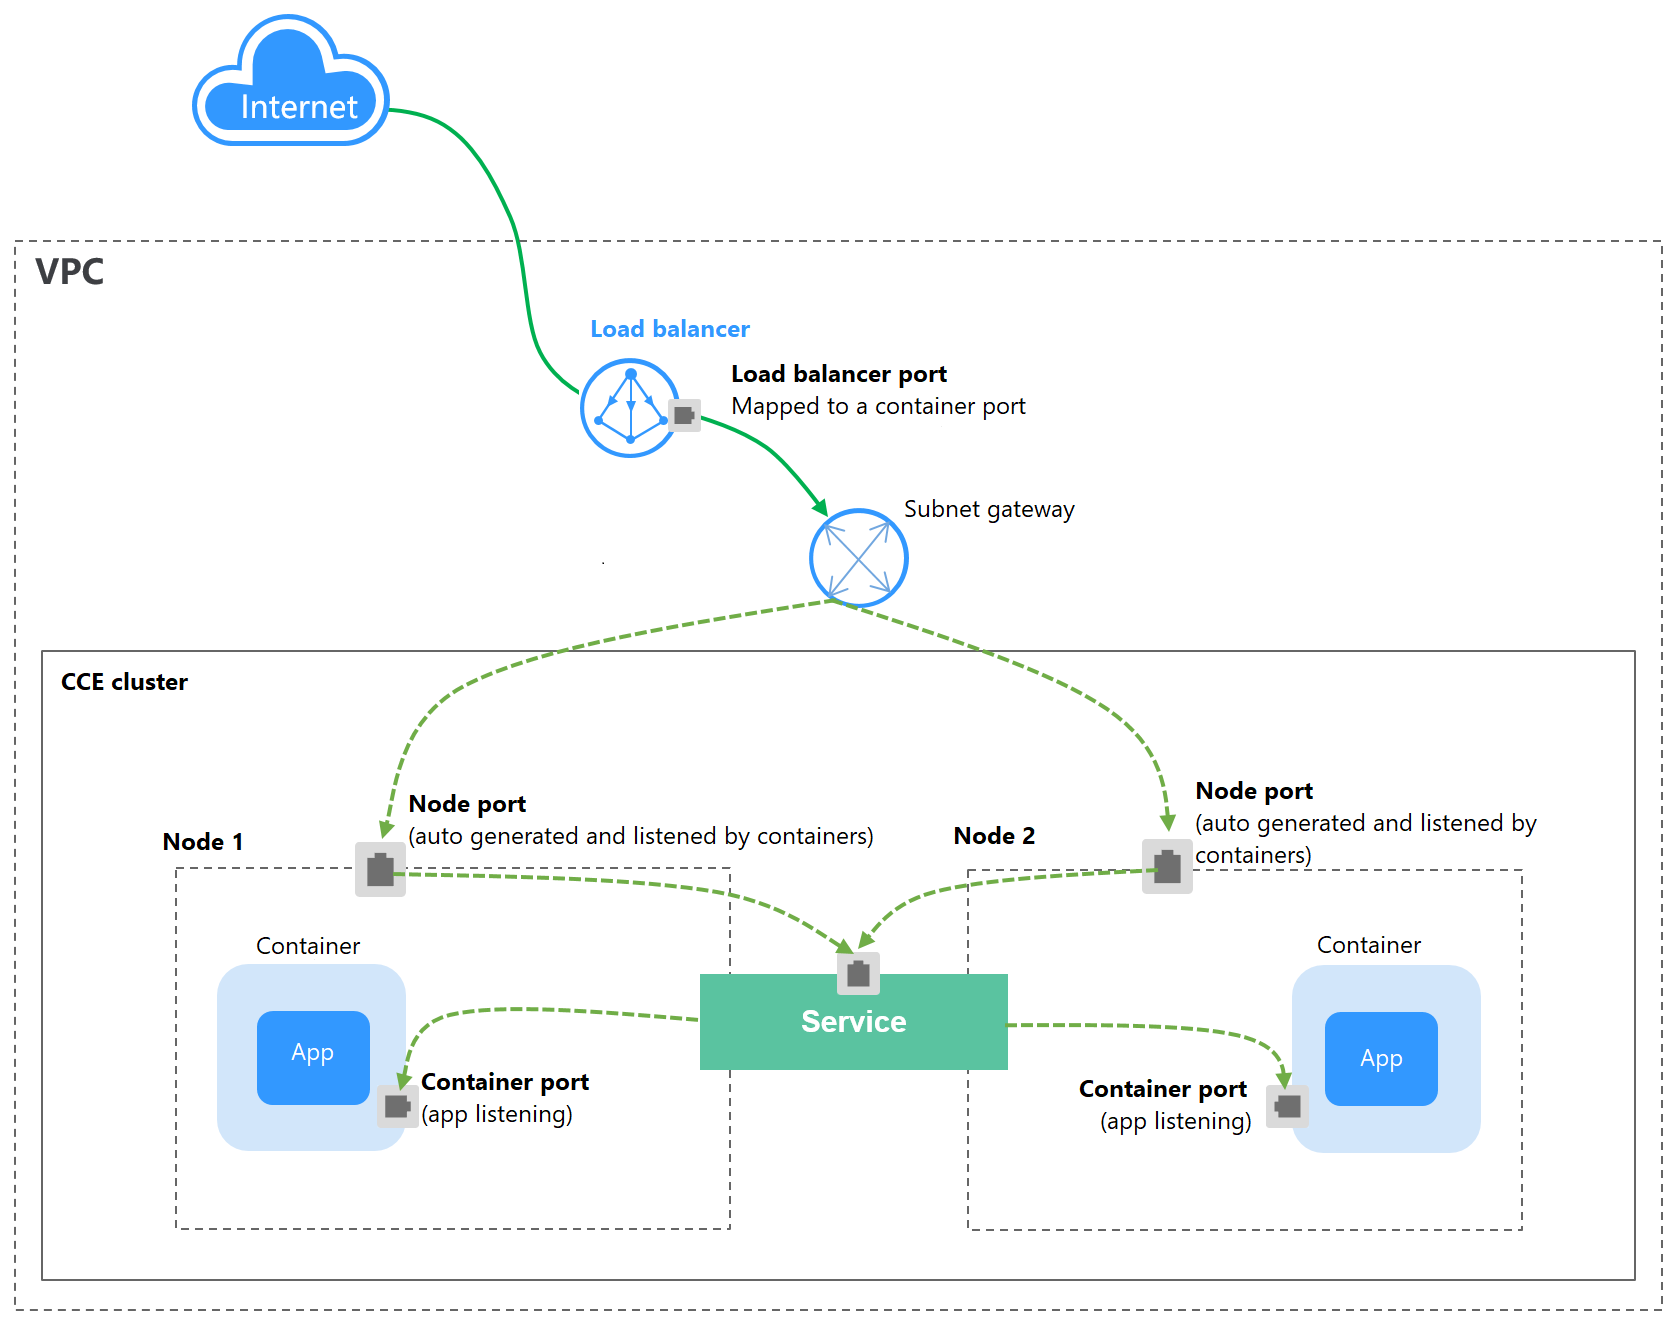 Internet
VPC
Load balancer
Load balancer port
Mapped to a container port
Subnet gateway
CCE cluster
Node port
(auto generated and listened by containers)
Node 1
Node port
(auto generated and listened by
containers)
Node 2
Container
App
Container port
(app listening)
Service
Container
App
Container port
(app listening)